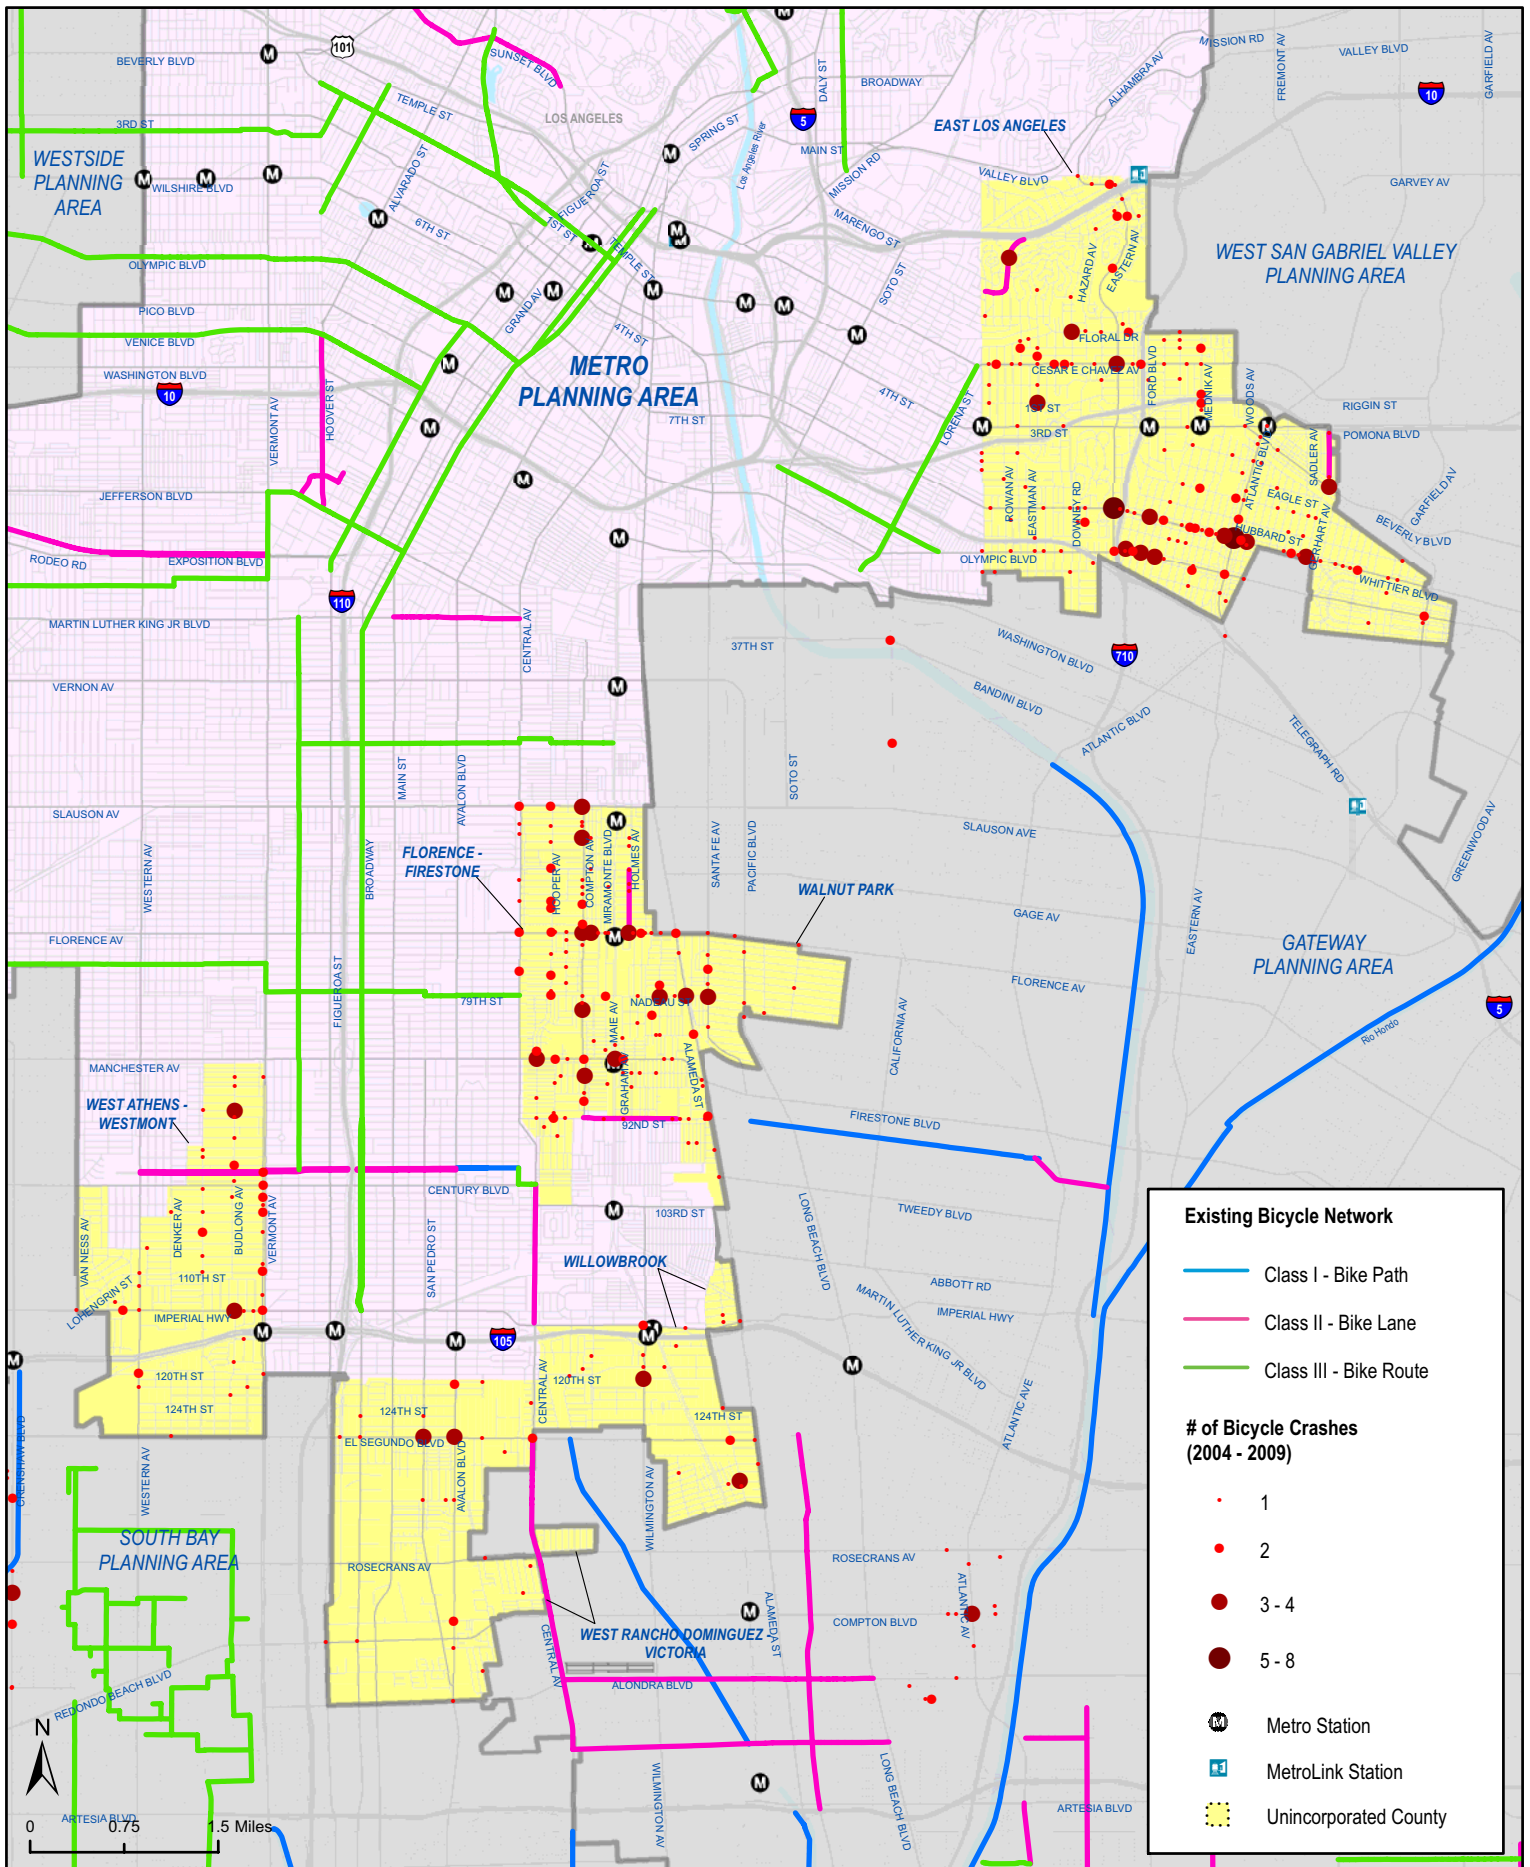 BEVERLY BLVD
101
SUNSET BLVD
TEMPLE ST
LOS ANGELES
3RD ST
WESTSIDE
PLANNING
AREA
WILSHIRE BLVD
ALVARADO ST
6TH ST
FIGUEROA ST
1ST ST
TEMPLE ST
SPRING ST
Los Angeles River
MAIN ST
5
DALY ST
BROADWAY
MISSION RD
MARENGO ST
SOTO ST
EAST LOS ANGELES
VALLEY BLVD
ALHAMBRA AV
MISSION RD
FREMONT AV
VALLEY BLVD
GARFIELD AV
10
GARVEY AV
WEST SAN GABRIEL VALLEY
PLANNING AREA
HAZARD AV
EASTERN AV
OLYMPIC BLVD
PICO BLVD
VENICE BLVD
WASHINGTON BLVD
10
GRAND AV
4TH ST
METRO
PLANNING AREA
7TH ST
4TH ST
LORENA ST
FLORAL DR
CESAR E CHAVEZ AV
FORD BLVD
1ST ST
3RD ST
MEDNIK AV
WOODS AV
ATLANTIC BLVD
SADLER AV
RIGGIN ST
POMONA BLVD
GARFIELD AV
BEVERLY BLVD
EAGLE ST
HUBBARD ST
GERHART AV
WHITTIER BLVD
ROWAN AV
EASTMAN AV
DOWNEY RD
OLYMPIC BLVD
HOOVER ST
VERMONT AV
JEFFERSON BLVD
RODEO RD
EXPOSITION BLVD
110
MARTIN LUTHER KING JR BLVD
CENTRAL AV
37TH ST
WASHINGTON BLVD
710
BANDINI BLVD
ATLANTIC BLVD
TELEGRAPH RD
VERNON AV
MAIN ST
AVALON BLVD
SOTO ST
SLAUSON AV
SLAUSON AVE
GREENWOOD AV
WESTERN AV
BROADWAY
FLORENCE -
FIRESTONE
HOOPER AV
COMPTON AV
MIRAMONTE BLVD
HOLMES AV
SANTA FE AV
PACIFIC BLVD
WALNUT PARK
GAGE AV
EASTERN AV
FLORENCE AV
GATEWAY
PLANNING AREA
FLORENCE AV
FIGUEROA ST
79TH ST
NADEAU ST
MAIE AV
GRAHAM AV
ALAMEDA ST
CALIFORNIA AV
5
Rio Hondo
MANCHESTER AV
WEST ATHENS -
WESTMONT
92ND ST
FIRESTONE BLVD
CENTURY BLVD
103RD ST
LONG BEACH BLVD
TWEEDY BLVD
VAN NESS AV
DENKER AV
BUDLONG AV
VERMONT AV
SAN PEDRO ST
WILLOWBROOK
ABBOTT RD
IMPERIAL HWY
MARTIN LUTHER KING JR BLVD
110TH ST
LOHENGRIN ST
IMPERIAL HWY
105
120TH ST
124TH ST
CENTRAL AV
120TH ST
124TH ST
124TH ST
EL SEGUNDO BLVD
AVALON BLVD
ATLANTIC AVE
CRENSHAW BLVD
WESTERN AV
WILMINGTON AV
SOUTH BAY
PLANNING AREA
ROSECRANS AV
ROSECRANS AV
ATLANTIC AV
ALAMEDA ST
COMPTON BLVD
WEST RANCHO DOMINGUEZ -
VICTORIA
CENTRAL AV
ALONDRA BLVD
REDONDO BEACH BLVD
WILMINGTON AV
LONG BEACH BLVD
ARTESIA BLVD
ARTESIA BLVD
N
0 0.75 1.5 Miles
Existing Bicycle Network
Class I - Bike Path
Class II - Bike Lane
Class III - Bike Route
# of Bicycle Crashes
(2004 - 2009)
1
2
3 - 4
5 - 8
M Metro Station
MetroLink Station
Unincorporated County